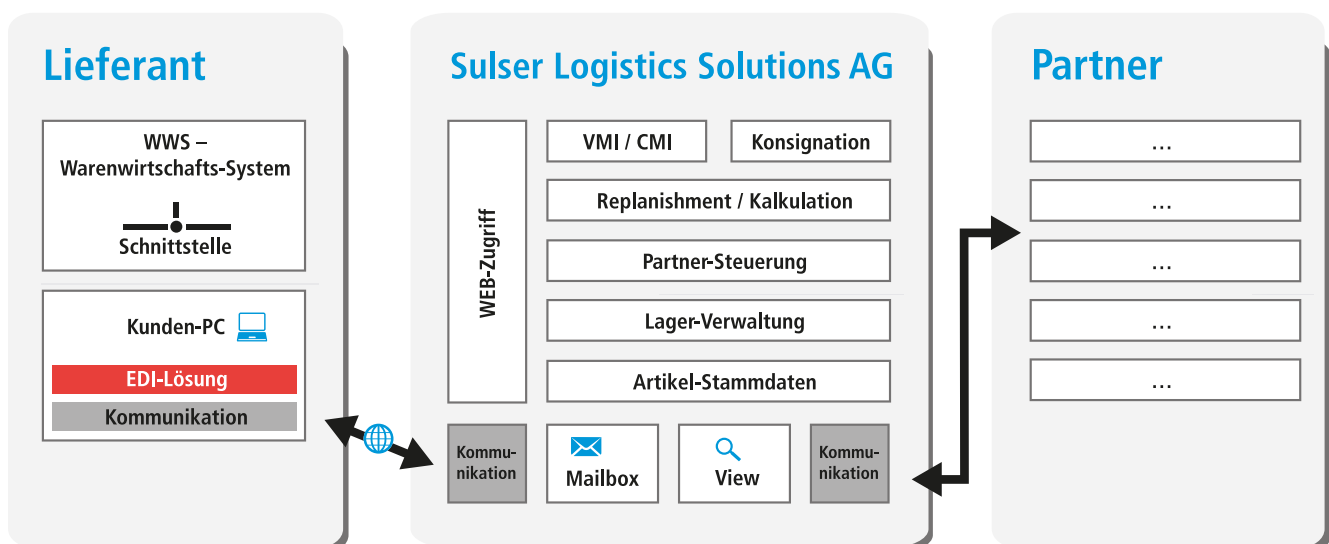 Lieferant
WWS –
Warenwirtschafts-System
Schnittstelle
Kunden-PC
EDI-Lösung
Kommunikation
Sulser Logistics Solutions AG
WEB-Zugriff
VMI / CMI
Konsignation
Replanishment / Kalkulation
Partner-Steuerung
Lager-Verwaltung
Artikel-Stammdaten
Kommu-
nikation
Mailbox
View
Kommu-
nikation
Partner
...
...
...
...
...